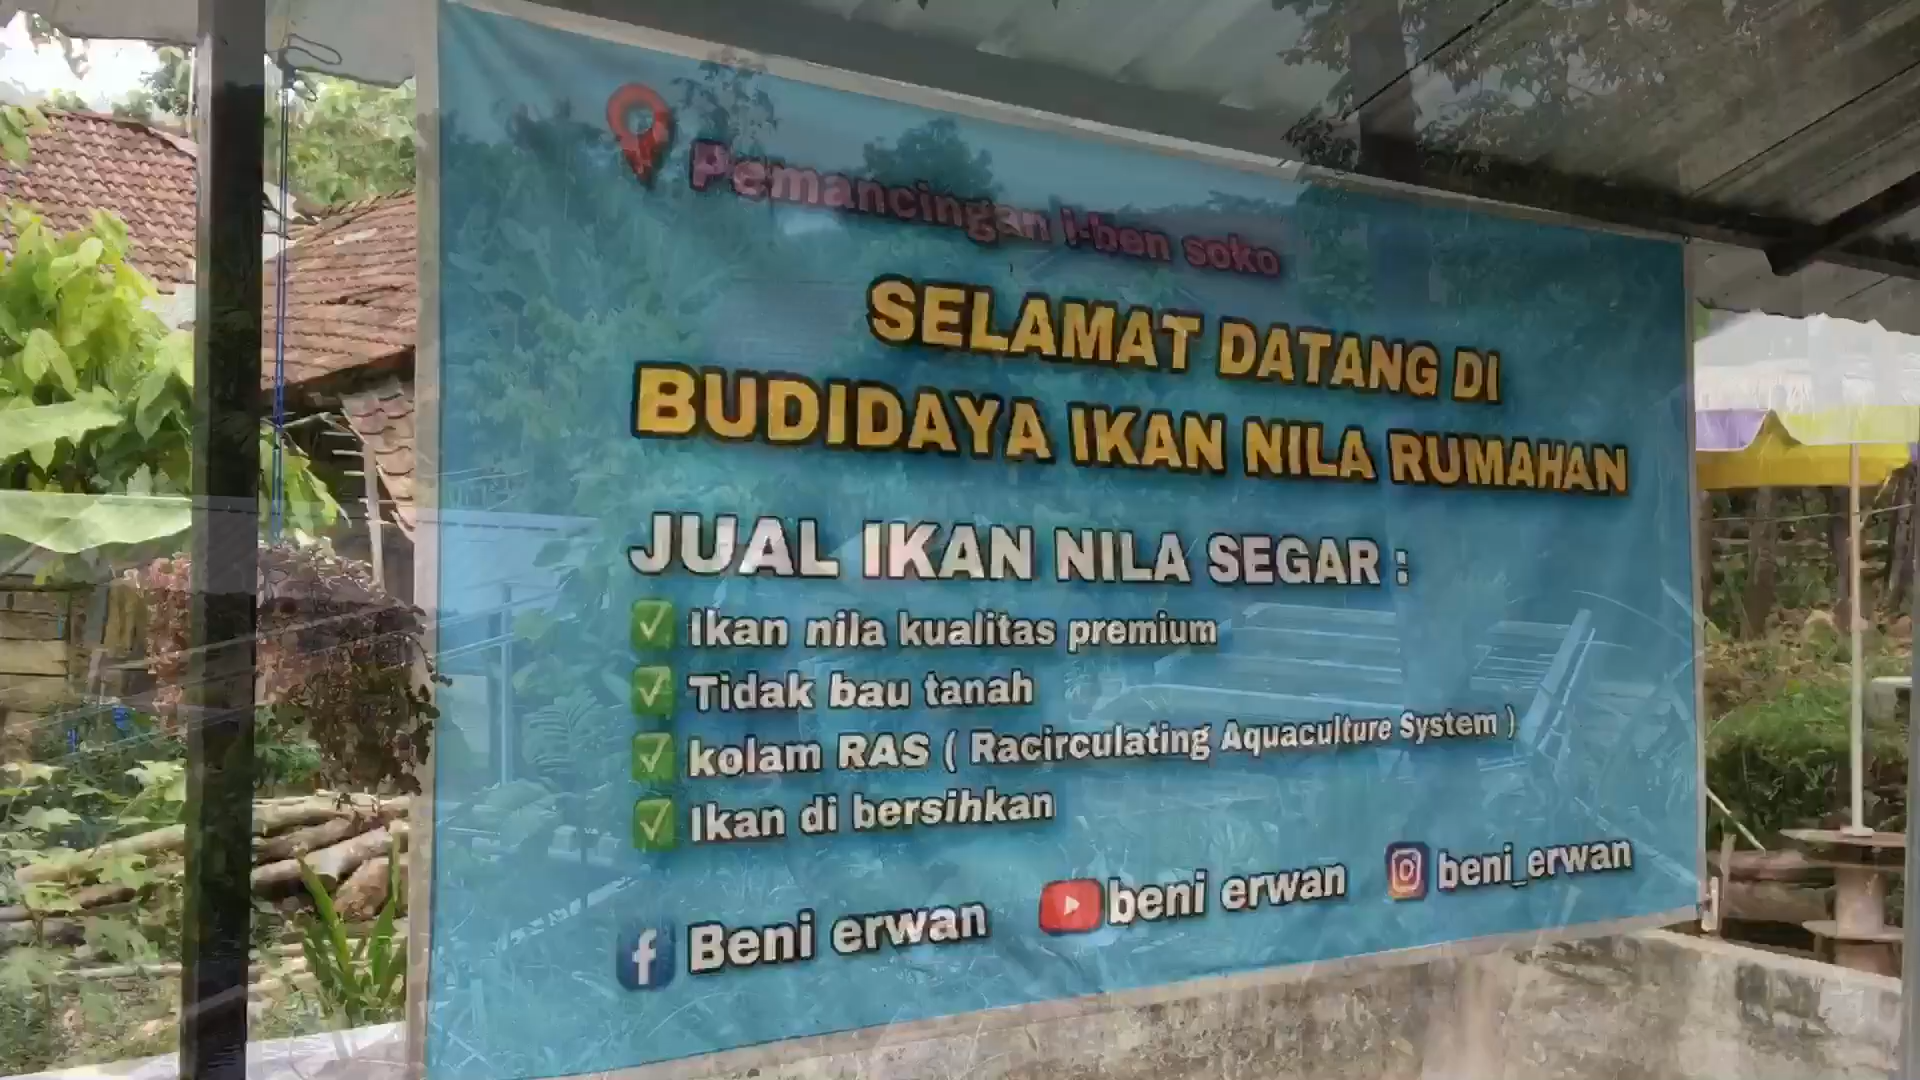 Pemancingan i-ben soko
SELAMAT DATANG DI
BUDIDAYA IKAN NILA RUMAHAN
JUAL IKAN NILA SEGAR :
Ikan nila kualitas premium
Tidak bau tanah
kolam RAS ( Racirculating Aquaculture System )
Ikan di bersihkan
Beni erwan beni erwan beni_erwan